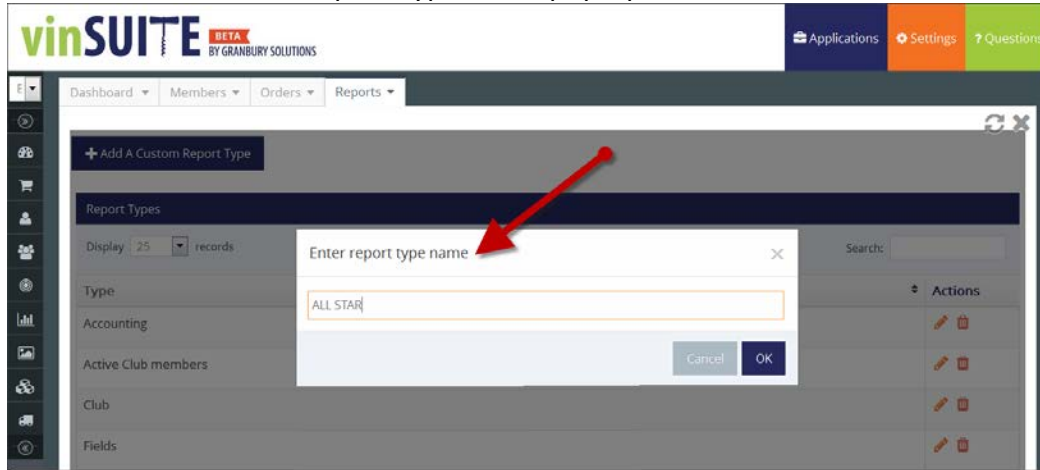 vinSUITE BETA BY GRANBURY SOLUTIONS
Applications Settings ? Questions
E Dashboard Members Orders Reports
+ Add A Custom Report Type
Report Types
Display 25 records Search:
Enter report type name ×
ALL STAR
Cancel OK
Type Actions
Accounting
Active Club members
Club
Fields